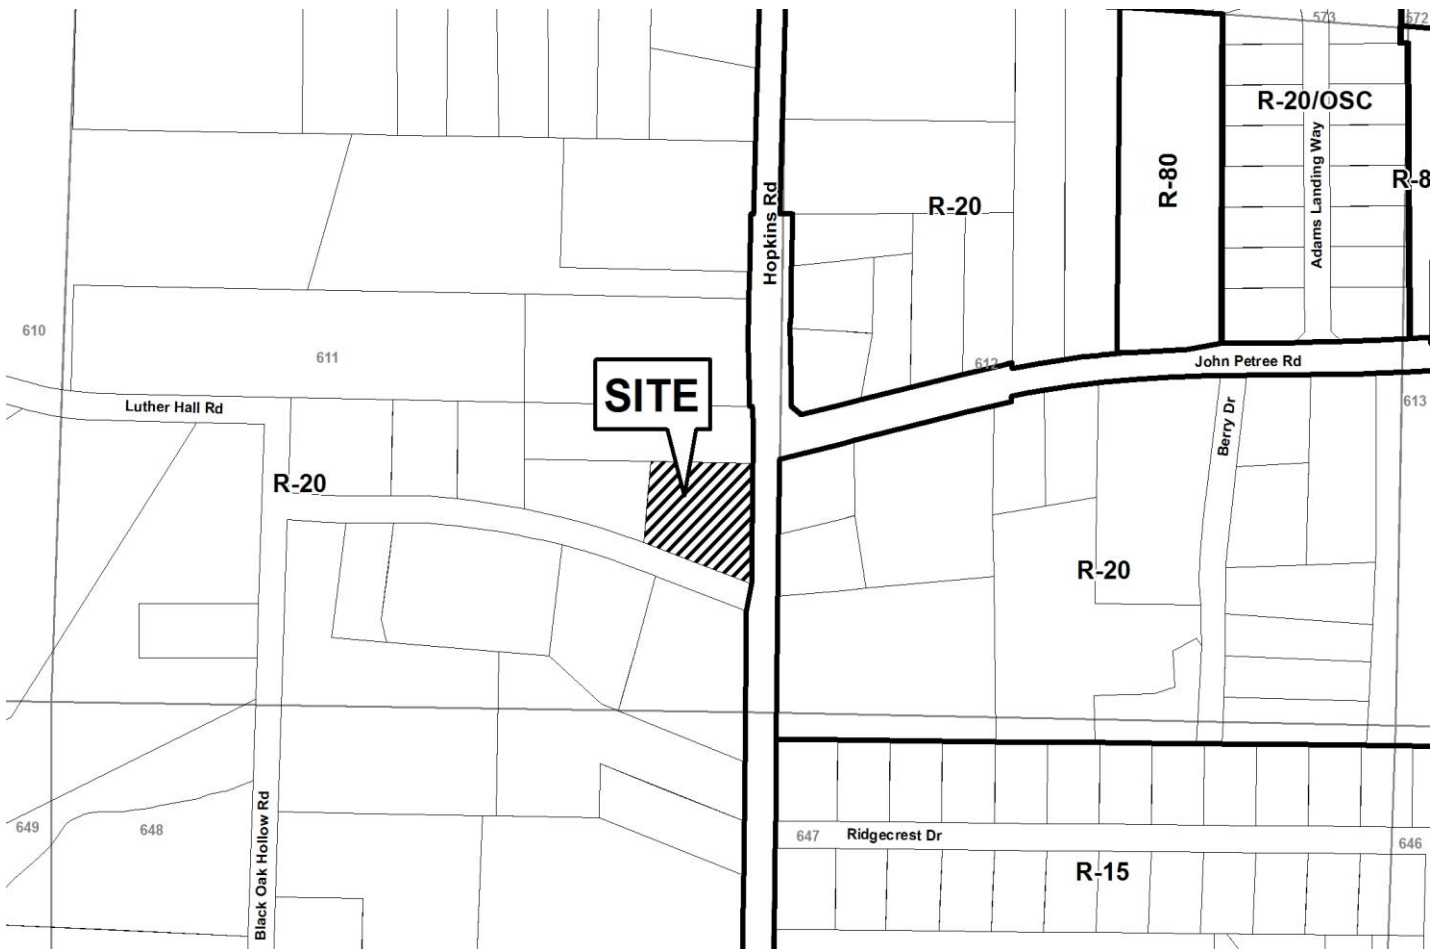 573
572
R-20/OSC
R-80
Adams Landing Way
R-8
R-20
Hopkins Rd
610
611
612
John Petree Rd
SITE
Luther Hall Rd
613
Berry Dr
R-20
R-20
Black Oak Hollow Rd
649
648
647
Ridgecrest Dr
646
R-15